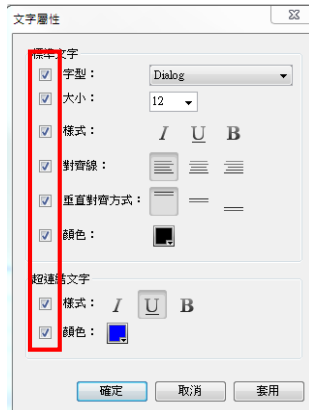 文字屬性
標準文字
字型： Dialog
大小： 12
樣式： I U B
對齊線：
垂直對齊方式：
顏色：
超連結文字
樣式： I U B
顏色：
確定 取消 套用